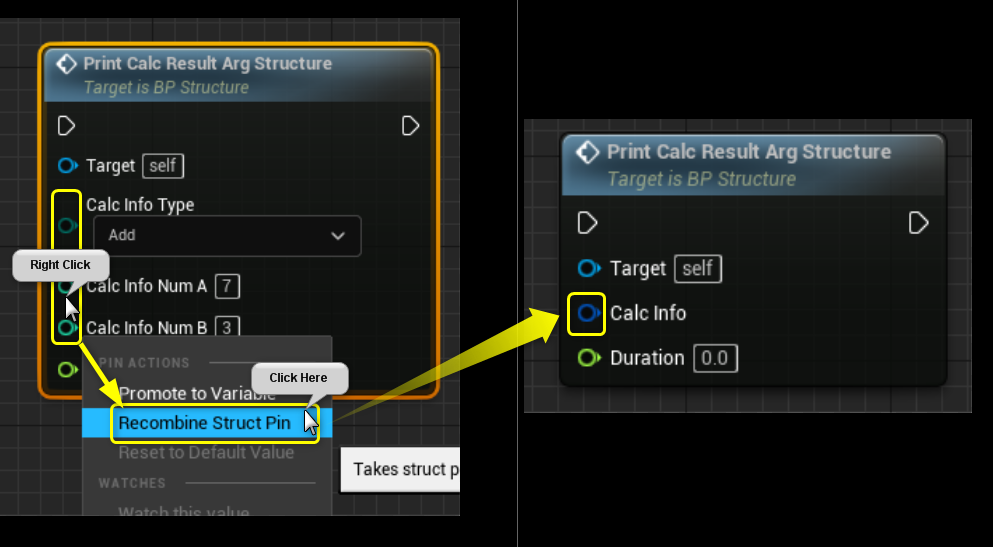 Print Calc Result Arg Structure
Target is BP Structure
Target self
Calc Info Type
Add
Right Click
Calc Info Num A 7
Calc Info Num B 3
PIN ACTIONS
Click Here
Promote to Variable
Recombine Struct Pin
Reset to Default Value
Takes struct p
WATCHES
Watch this value
Print Calc Result Arg Structure
Target is BP Structure
Target self
Calc Info
Duration 0.0